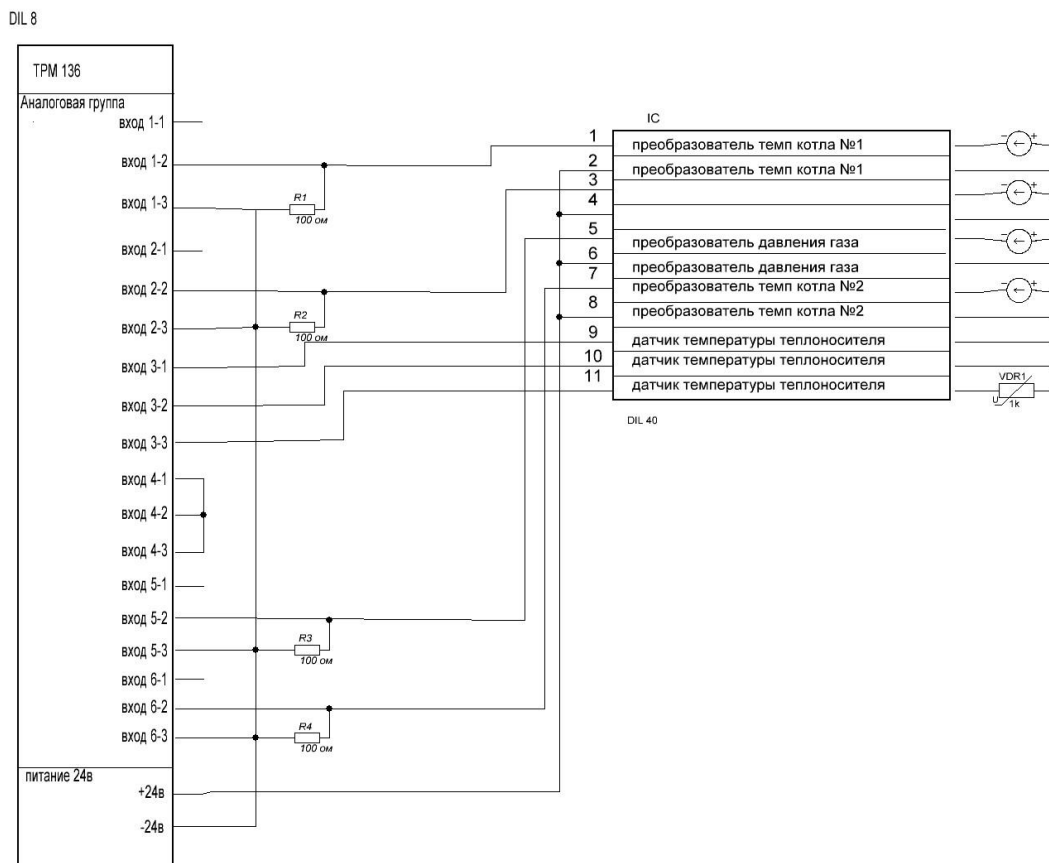 DIL 8
ТРМ 136
Аналоговая группа
вход 1-1
вход 1-2
вход 1-3
вход 2-1
вход 2-2
вход 2-3
вход 3-1
вход 3-2
вход 3-3
вход 4-1
вход 4-2
вход 4-3
вход 5-1
вход 5-2
вход 5-3
вход 6-1
вход 6-2
вход 6-3
питание 24в
+24в
-24в
R1
100 ом
R2
100 ом
R3
100 ом
R4
100 ом
IC
1 преобразователь темп котла №1
2 преобразователь темп котла №1
3
4
5 преобразователь давления газа
6 преобразователь давления газа
7 преобразователь темп котла №2
8 преобразователь темп котла №2
9 датчик температуры теплоносителя
10 датчик температуры теплоносителя
11 датчик температуры теплоносителя
DIL 40
- +
- +
- +
- +
VDR1
U 1k